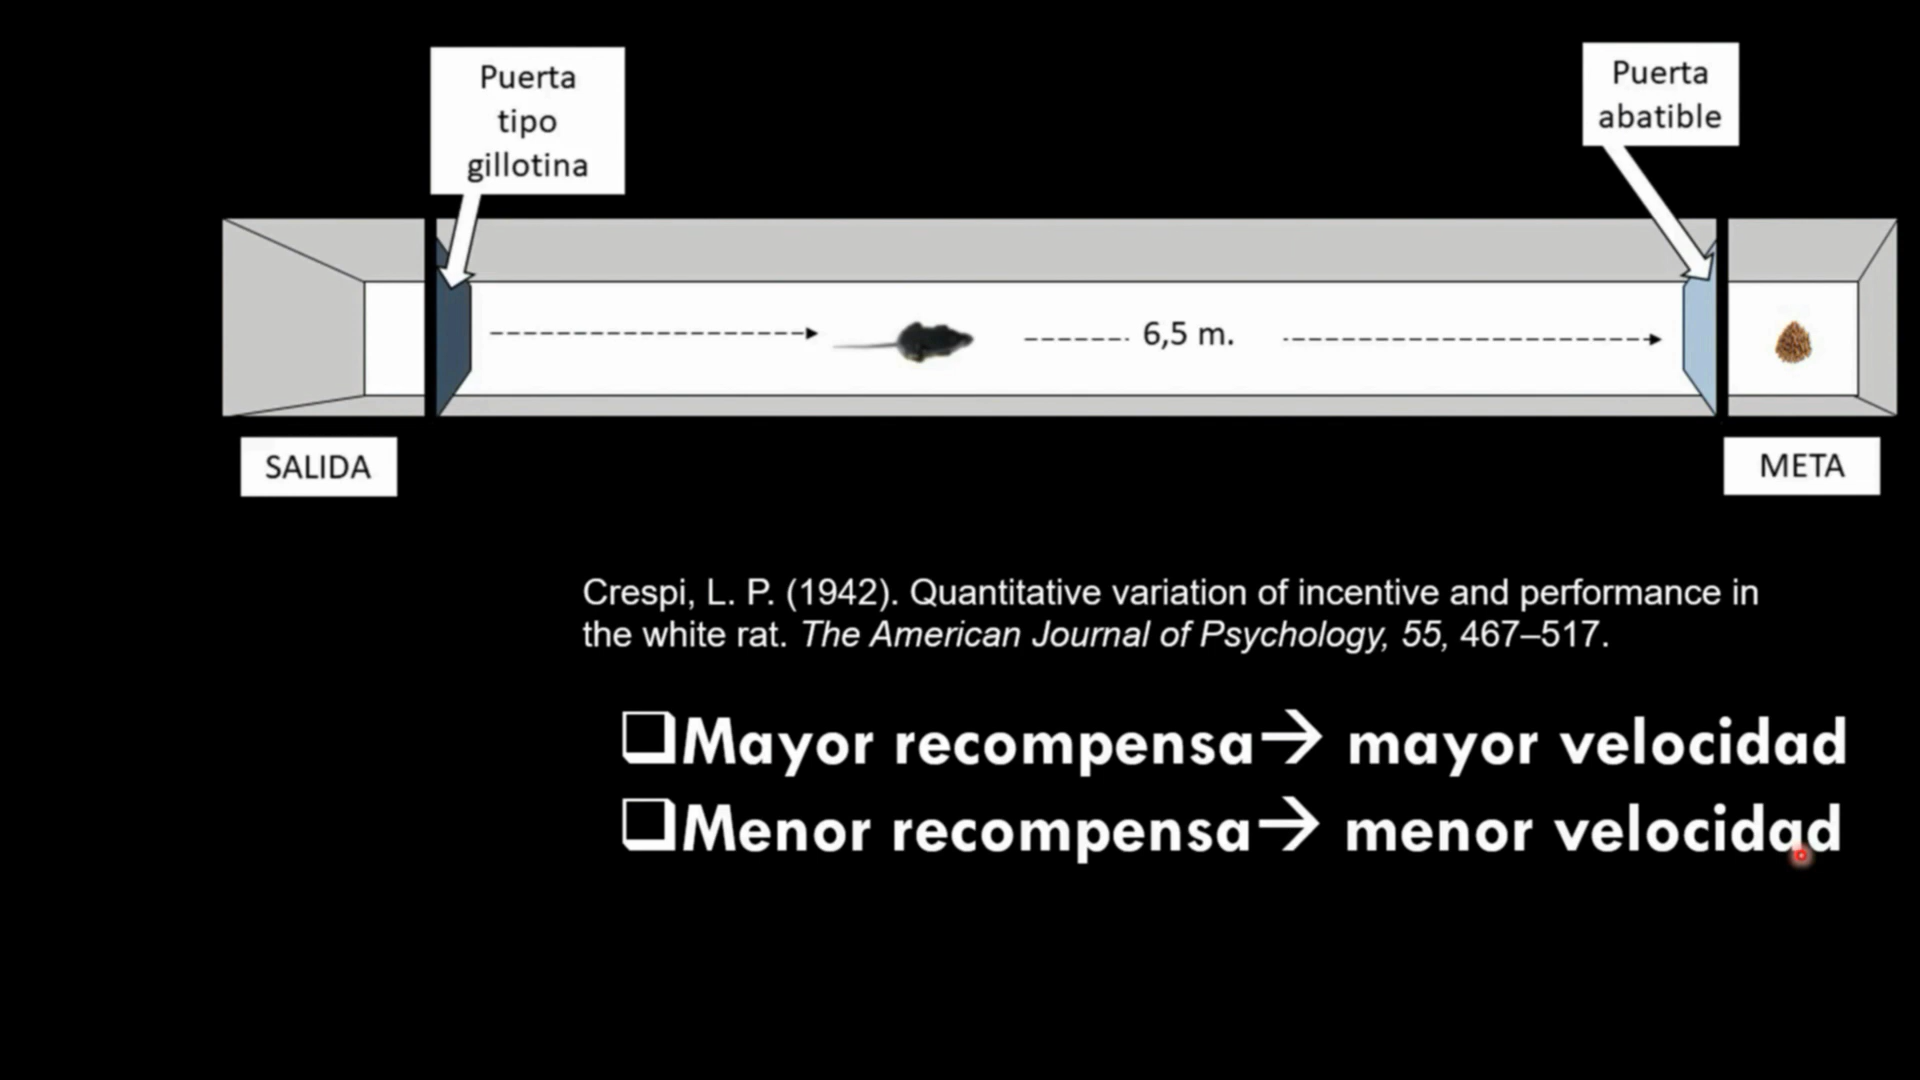 Puerta
tipo
gillotina
Puerta
abatible
6,5 m.
SALIDA
META
Crespi, L. P. (1942). Quantitative variation of incentive and performance in
the white rat. The American Journal of Psychology, 55, 467–517.
❑Mayor recompensa→ mayor velocidad
❑Menor recompensa→ menor velocidad